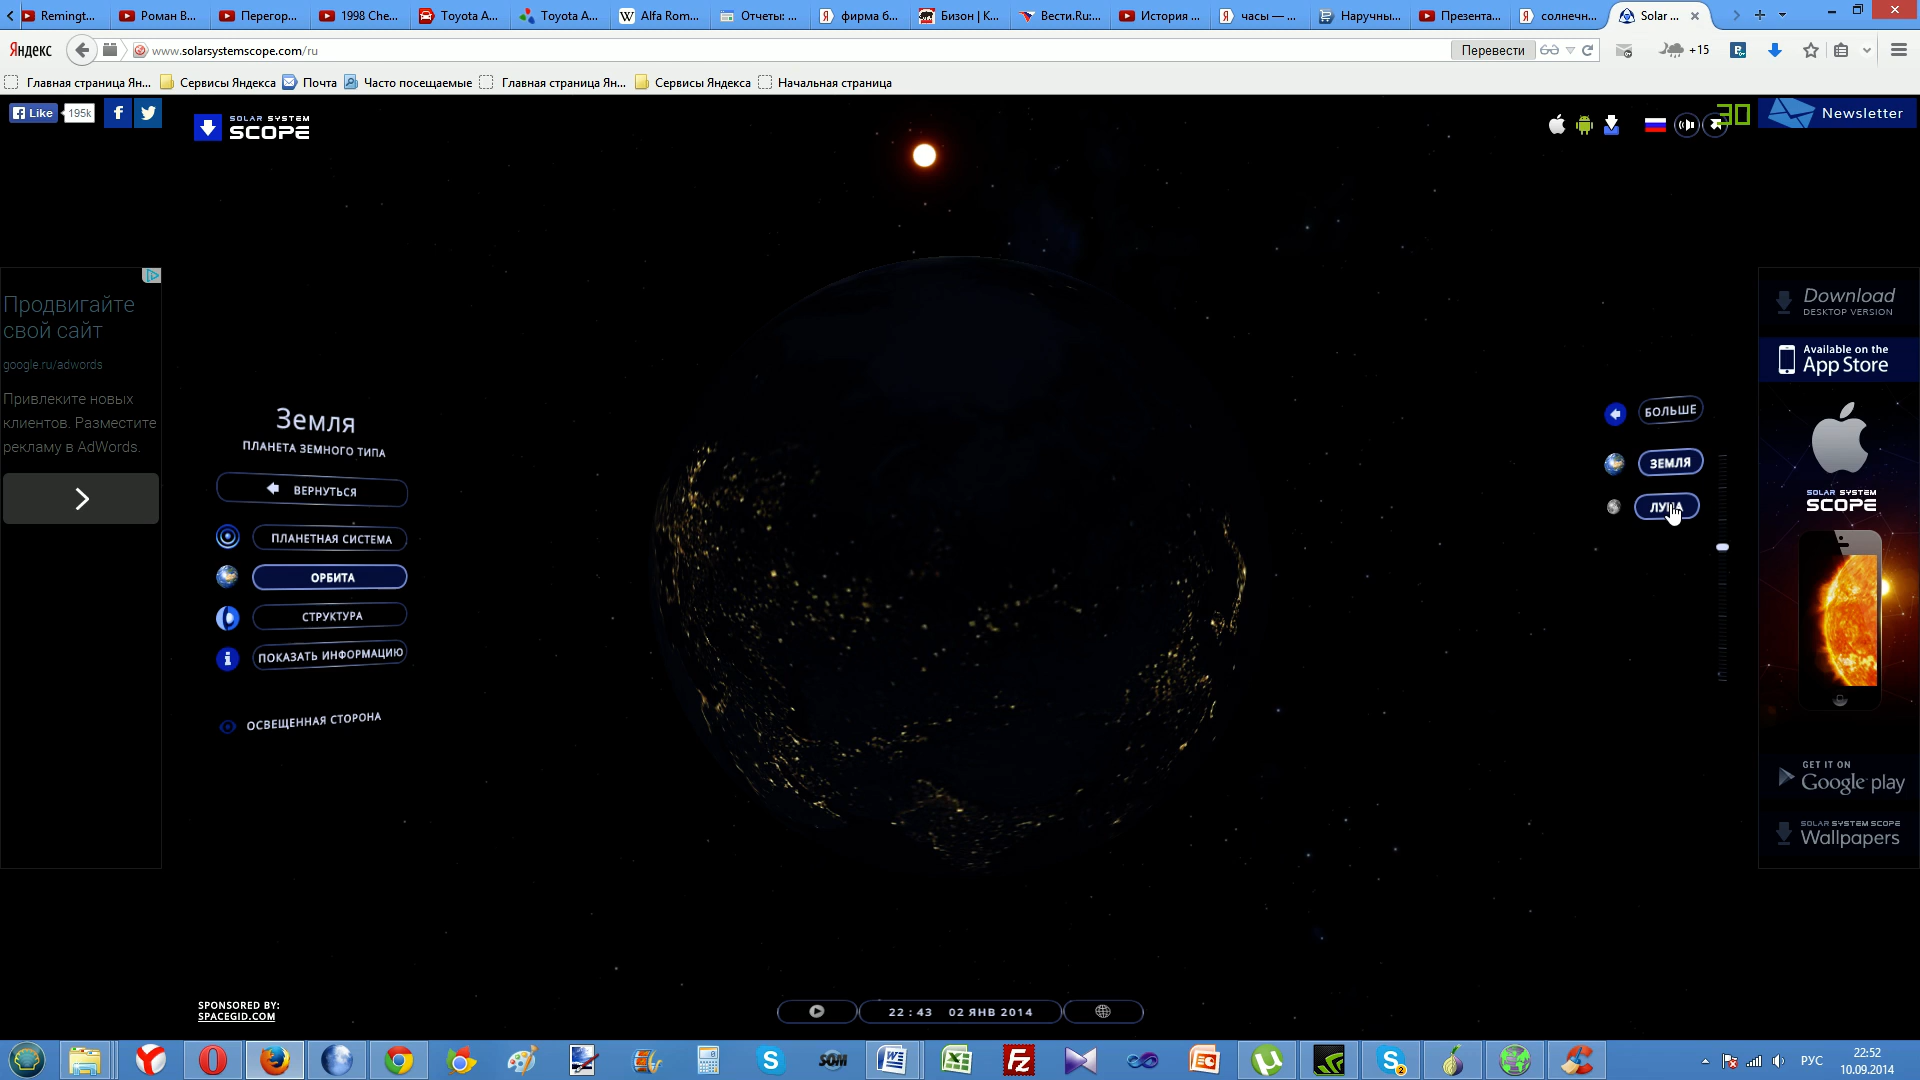 Remingt...
Роман В...
Перегор...
1998 Che...
Toyota A...
Toyota A...
Alfa Rom...
Отчеты: ...
фирма б...
Бизон | К...
Вести.Ru:...
История ...
часы — ...
Наручны...
Презента...
солнечн...
Solar ...
Яндекс
www.solarsystemscope.com/ru
Перевести
+15
Главная страница Ян...
Сервисы Яндекса
Почта
Часто посещаемые
Главная страница Ян...
Сервисы Яндекса
Начальная страница
Like
195k
SOLAR SYSTEM
SCOPE
30
Newsletter
Продвигайте
свой сайт
google.ru/adwords
Привлеките новых
клиентов. Разместите
рекламу в AdWords.
Земля
ПЛАНЕТА ЗЕМНОГО ТИПА
ВЕРНУТЬСЯ
ПЛАНЕТНАЯ СИСТЕМА
ОРБИТА
СТРУКТУРА
ПОКАЗАТЬ ИНФОРМАЦИЮ
ОСВЕЩЕННАЯ СТОРОНА
БОЛЬШЕ
ЗЕМЛЯ
ЛУНА
Download
DESKTOP VERSION
Available on the
App Store
SOLAR SYSTEM
SCOPE
GET IT ON
Google play
SOLAR SYSTEM SCOPE
Wallpapers
SPONSORED BY:
SPACEGID.COM
22 : 43 02 ЯНВ 2014
РУС
22:52
10.09.2014